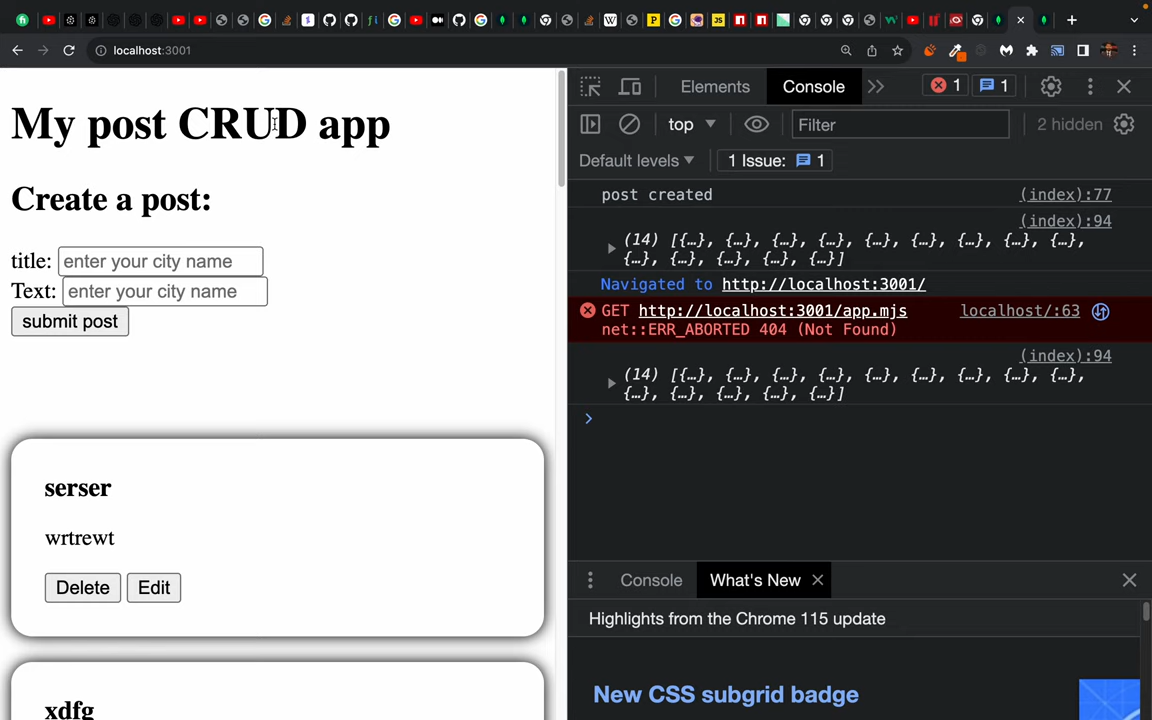 localhost:3001
My post CRUD app
Create a post:
title: enter your city name
Text: enter your city name
submit post
serser
wrtrewt
Delete Edit
xdfg
Elements Console 1 1
top Filter 2 hidden
Default levels 1 Issue: 1
post created (index):77
(index):94
(14) [{…}, {…}, {…}, {…}, {…}, {…}, {…}, {…}, {…},
{…}, {…}, {…}, {…}, {…}]
Navigated to http://localhost:3001/
GET http://localhost:3001/app.mjs localhost/:63
net::ERR_ABORTED 404 (Not Found)
(index):94
(14) [{…}, {…}, {…}, {…}, {…}, {…}, {…}, {…}, {…},
{…}, {…}, {…}, {…}, {…}]
Console What's New
Highlights from the Chrome 115 update
New CSS subgrid badge